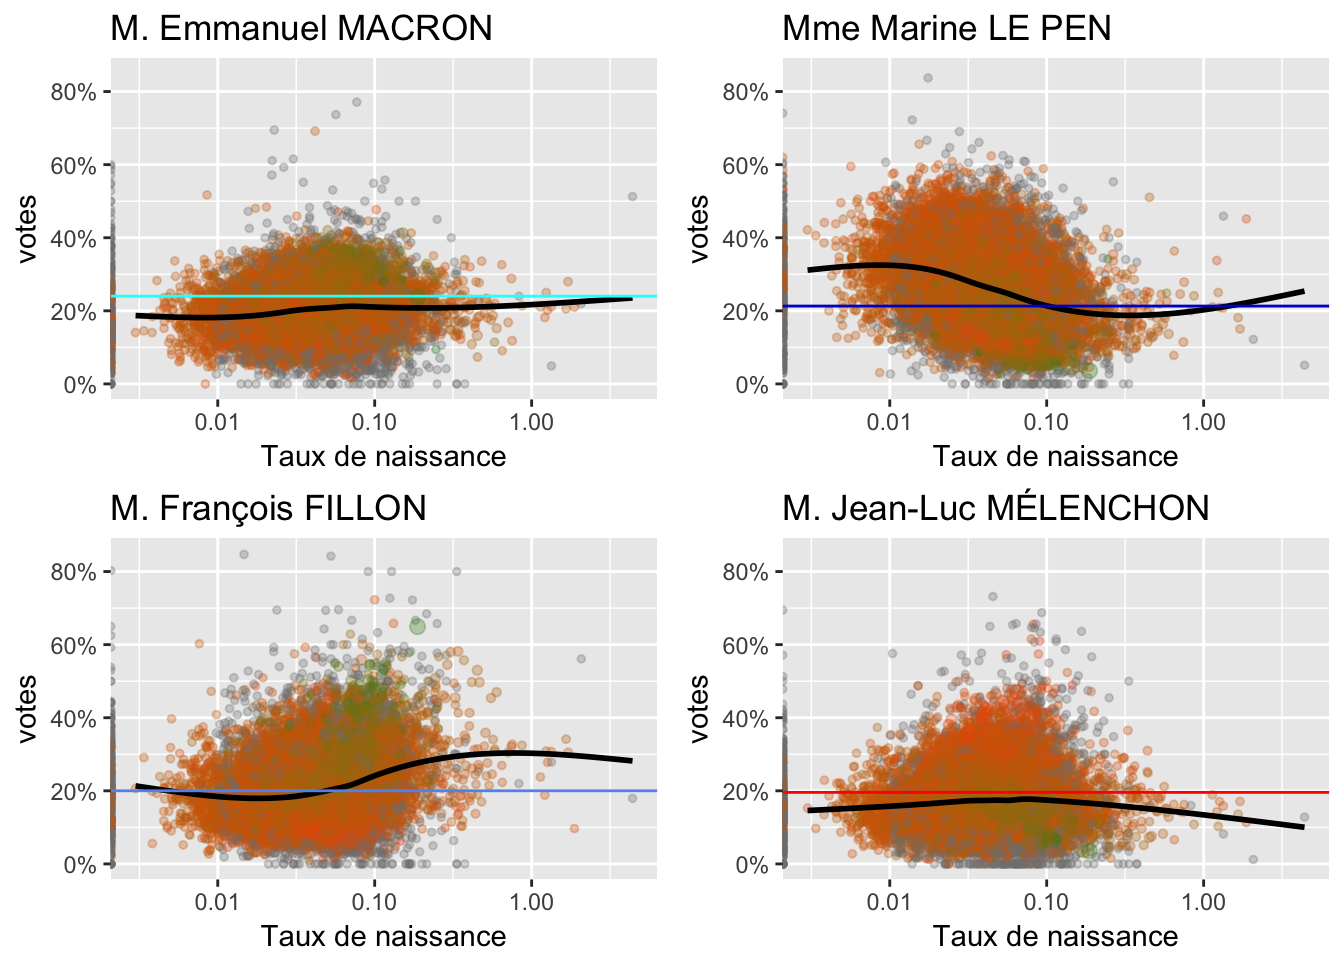 M. Emmanuel MACRON
votes
80%
60%
40%
20%
0%
0.01 0.10 1.00
Taux de naissance
Mme Marine LE PEN
votes
80%
60%
40%
20%
0%
0.01 0.10 1.00
Taux de naissance
M. François FILLON
votes
80%
60%
40%
20%
0%
0.01 0.10 1.00
Taux de naissance
M. Jean-Luc MÉLENCHON
votes
80%
60%
40%
20%
0%
0.01 0.10 1.00
Taux de naissance